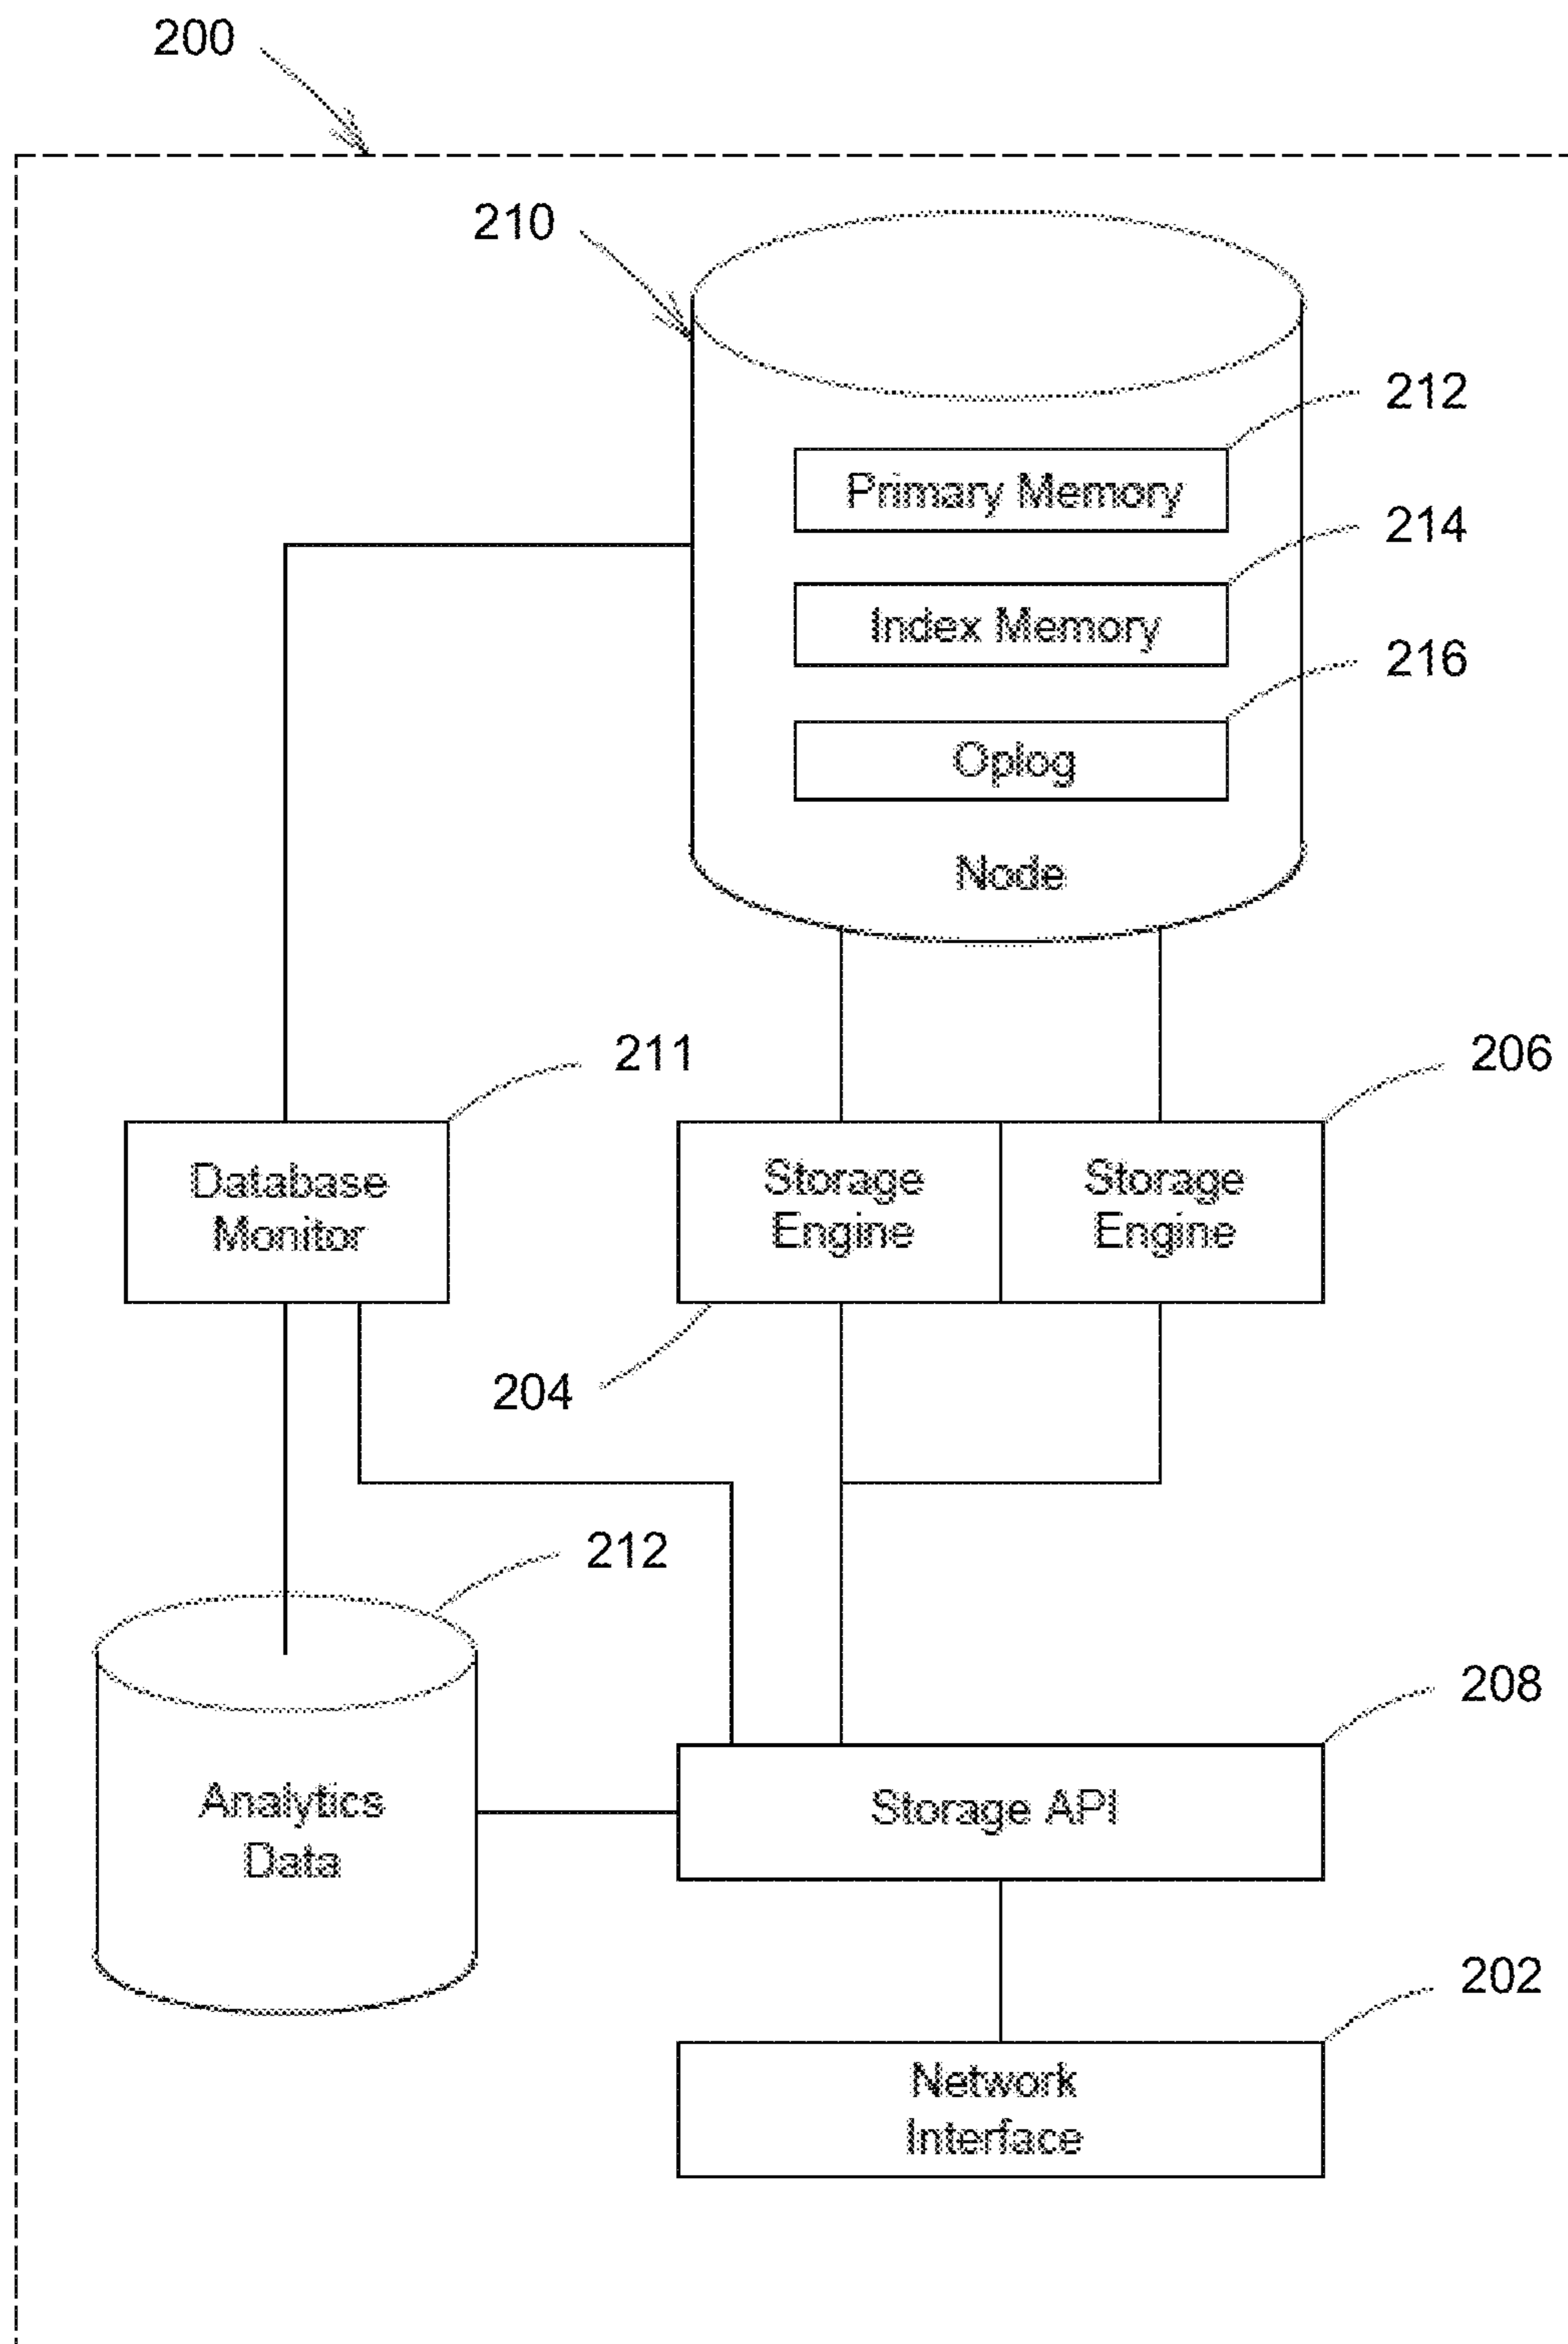 200
210
212
Primary Memory
214
Index Memory
216
Oplog
Node
211
206
Database
Monitor
Storage
Engine
Storage
Engine
204
212
208
Analytics
Data
Storage API
202
Network
Interface